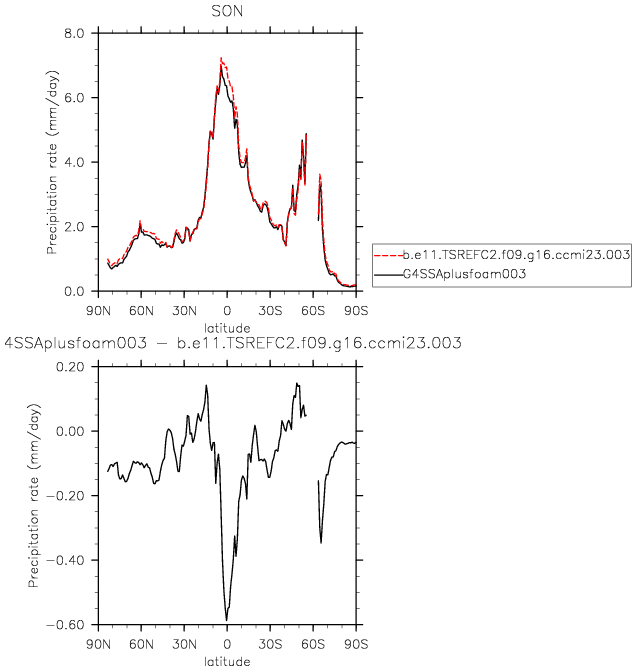 SON
8.0
6.0
4.0
2.0
0.0
Precipitation rate (mm/day)
90N 60N 30N 0 30S 60S 90S
latitude
b.e11.TSREFC2.f09.g16.ccmi23.003
G4SSAplusfoam003
4SSAplusfoam003 − b.e11.TSREFC2.f09.g16.ccmi23.003
0.20
0.00
−0.20
−0.40
−0.60
Precipitation rate (mm/day)
90N 60N 30N 0 30S 60S 90S
latitude